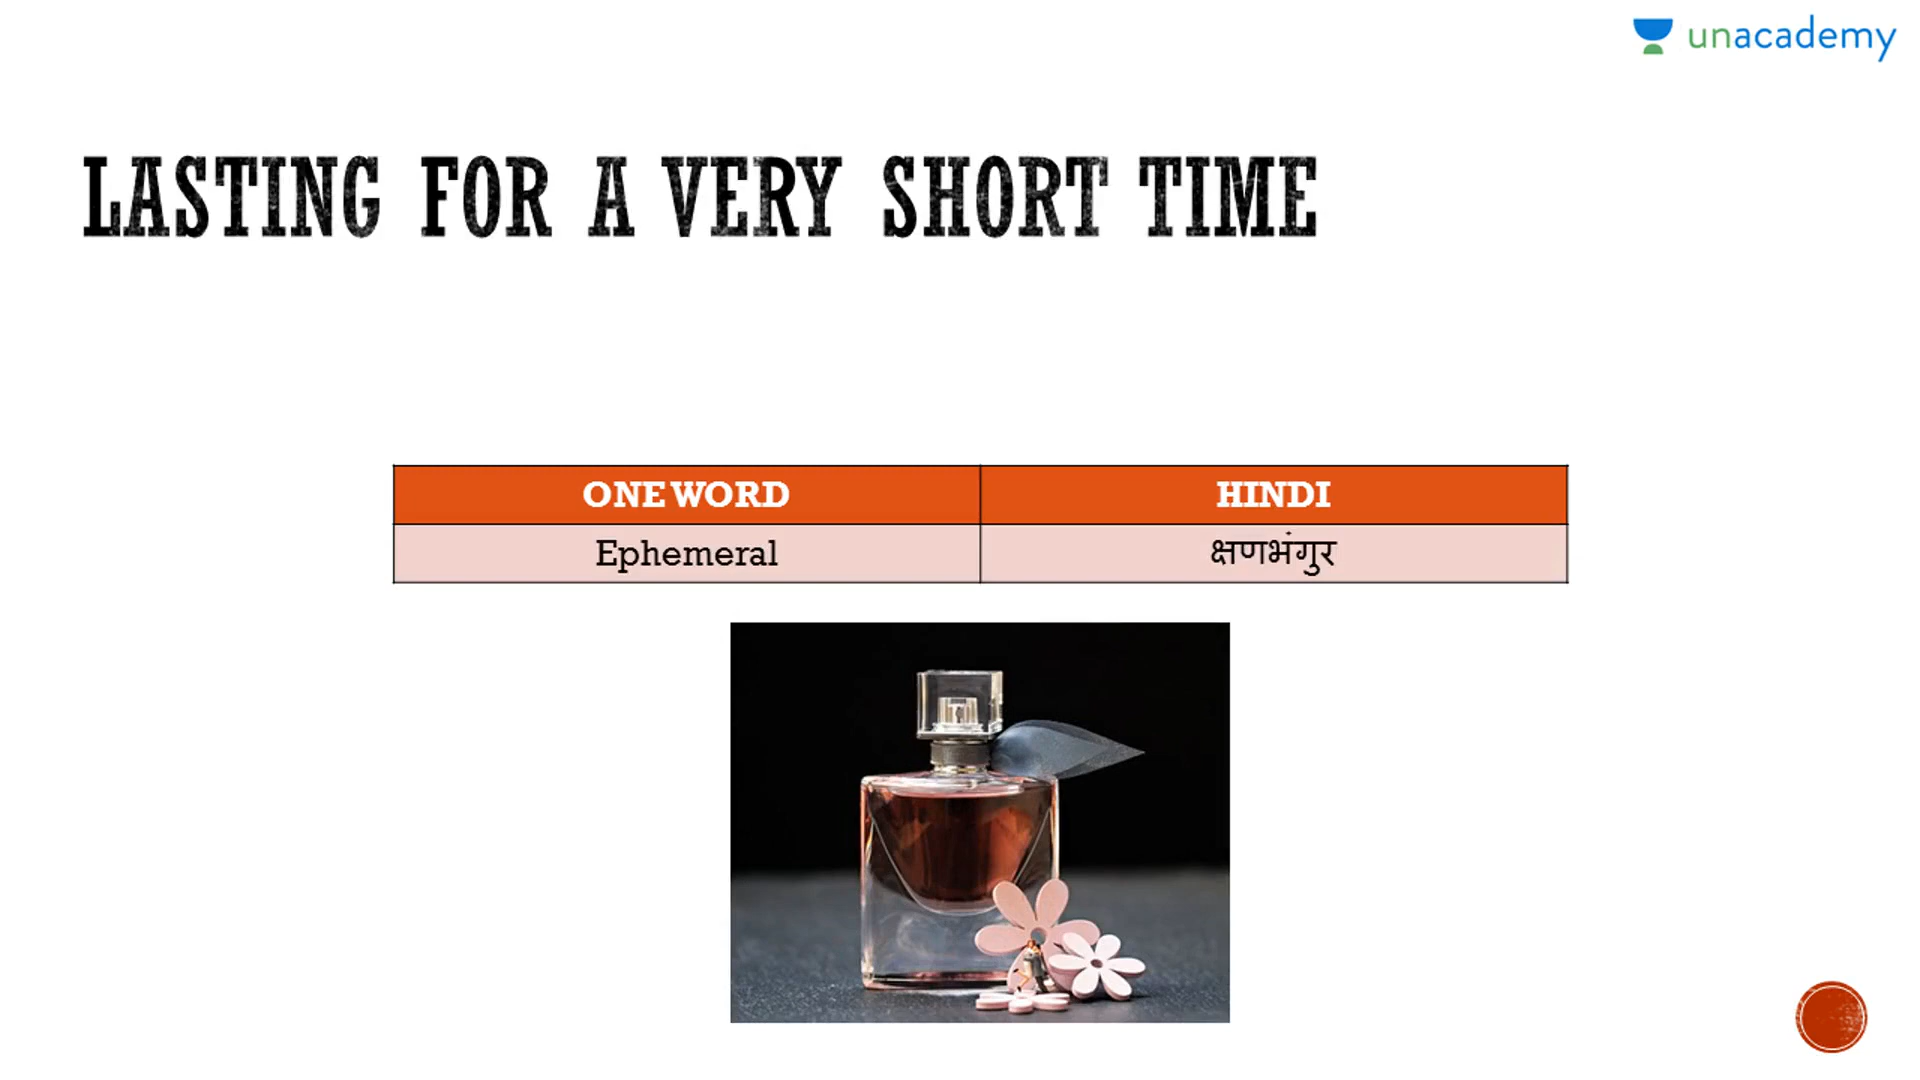 unacademy
LASTING FOR A VERY SHORT TIME
ONE WORD HINDI
Ephemeral क्षणभंगुर